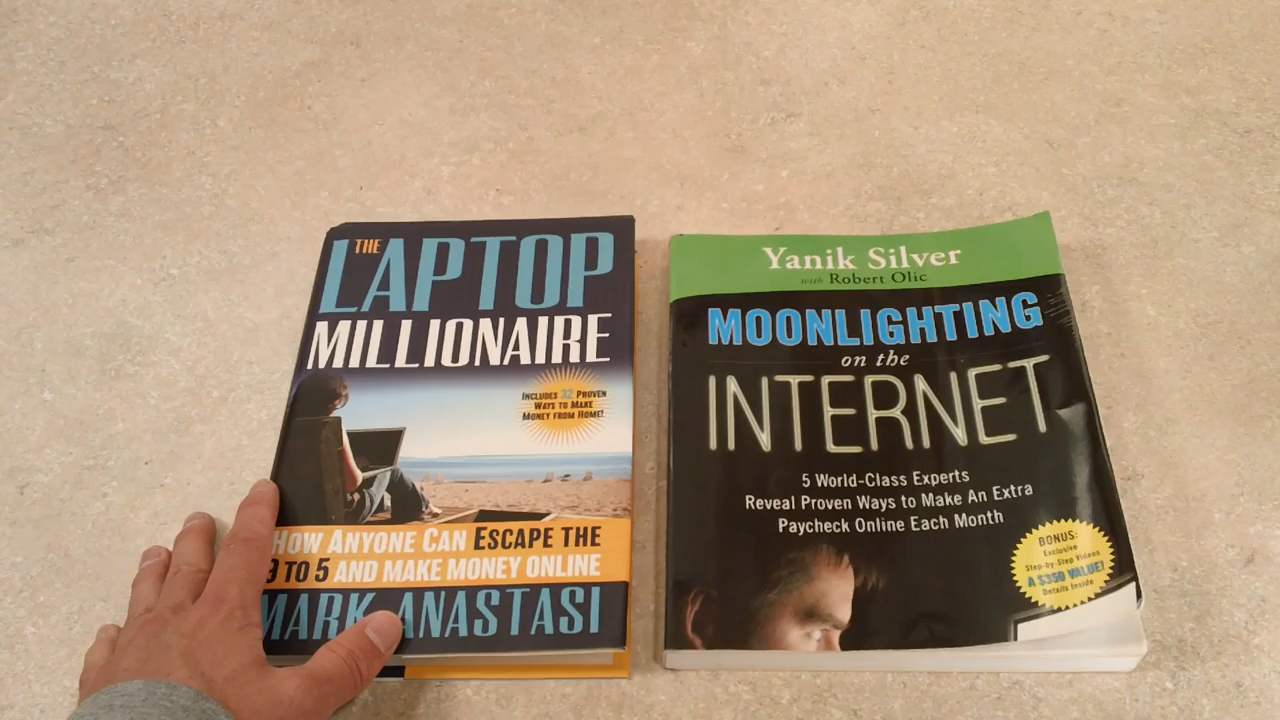 THE
LAPTOP
MILLIONAIRE
INCLUDES 32 PROVEN
WAYS TO MAKE
MONEY FROM HOME!
HOW ANYONE CAN ESCAPE THE
9 TO 5 AND MAKE MONEY ONLINE
MARK ANASTASI
Yanik Silver
with Robert Olic
MOONLIGHTING
on the
INTERNET
5 World-Class Experts
Reveal Proven Ways to Make An Extra
Paycheck Online Each Month
BONUS:
Exclusive
Step-by-Step Videos
A $350 VALUE!
Details Inside